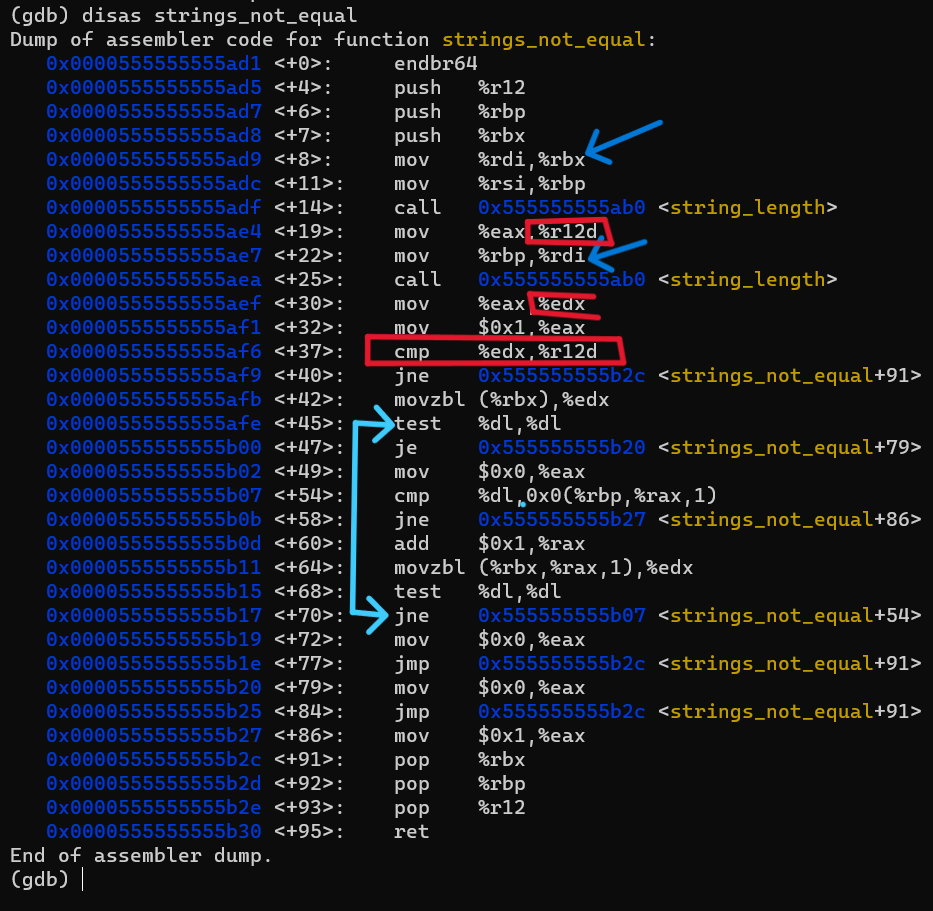 (gdb) disas strings_not_equal
Dump of assembler code for function strings_not_equal:
0x0000555555555ad1 <+0>: endbr64
0x0000555555555ad5 <+4>: push %r12
0x0000555555555ad7 <+6>: push %rbp
0x0000555555555ad8 <+7>: push %rbx
0x0000555555555ad9 <+8>: mov %rdi,%rbx
0x0000555555555adc <+11>: mov %rsi,%rbp
0x0000555555555adf <+14>: call 0x555555555ab0 <string_length>
0x0000555555555ae4 <+19>: mov %eax,%r12d
0x0000555555555ae7 <+22>: mov %rbp,%rdi
0x0000555555555aea <+25>: call 0x555555555ab0 <string_length>
0x0000555555555aef <+30>: mov %eax,%edx
0x0000555555555af1 <+32>: mov $0x1,%eax
0x0000555555555af6 <+37>: cmp %edx,%r12d
0x0000555555555af9 <+40>: jne 0x555555555b2c <strings_not_equal+91>
0x0000555555555afb <+42>: movzbl (%rbx),%edx
0x0000555555555afe <+45>: test %dl,%dl
0x0000555555555b00 <+47>: je 0x555555555b20 <strings_not_equal+79>
0x0000555555555b02 <+49>: mov $0x0,%eax
0x0000555555555b07 <+54>: cmp %dl,0x0(%rbp,%rax,1)
0x0000555555555b0b <+58>: jne 0x555555555b27 <strings_not_equal+86>
0x0000555555555b0d <+60>: add $0x1,%rax
0x0000555555555b11 <+64>: movzbl (%rbx,%rax,1),%edx
0x0000555555555b15 <+68>: test %dl,%dl
0x0000555555555b17 <+70>: jne 0x555555555b07 <strings_not_equal+54>
0x0000555555555b19 <+72>: mov $0x0,%eax
0x0000555555555b1e <+77>: jmp 0x555555555b2c <strings_not_equal+91>
0x0000555555555b20 <+79>: mov $0x0,%eax
0x0000555555555b25 <+84>: jmp 0x555555555b2c <strings_not_equal+91>
0x0000555555555b27 <+86>: mov $0x1,%eax
0x0000555555555b2c <+91>: pop %rbx
0x0000555555555b2d <+92>: pop %rbp
0x0000555555555b2e <+93>: pop %r12
0x0000555555555b30 <+95>: ret
End of assembler dump.
(gdb)